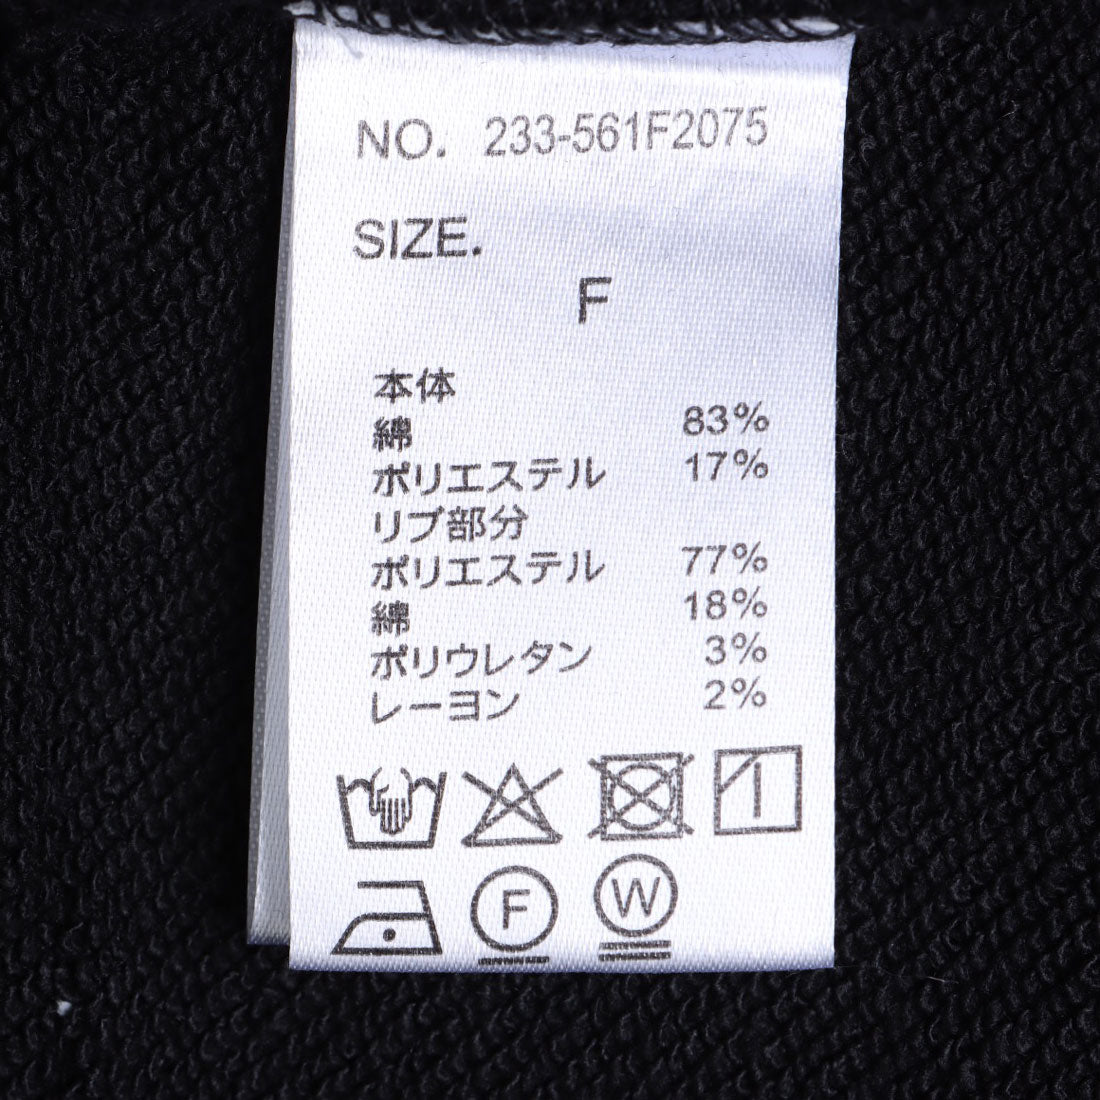 NO. 233-561F2075
SIZE.
F
本体
綿 83%
ポリエステル 17%
リブ部分
ポリエステル 77%
綿 18%
ポリウレタン 3%
レーヨン 2%
F W